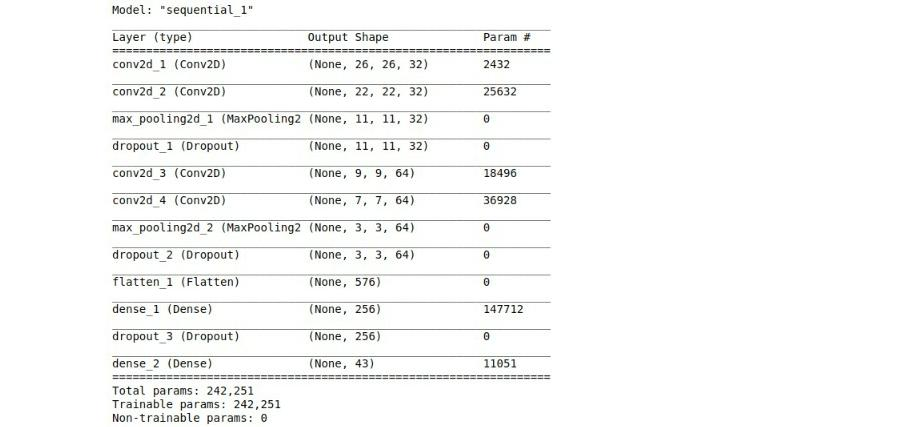 Model: "sequential_1"
Layer (type) Output Shape Param #
conv2d_1 (Conv2D) (None, 26, 26, 32) 2432
conv2d_2 (Conv2D) (None, 22, 22, 32) 25632
max_pooling2d_1 (MaxPooling2 (None, 11, 11, 32) 0
dropout_1 (Dropout) (None, 11, 11, 32) 0
conv2d_3 (Conv2D) (None, 9, 9, 64) 18496
conv2d_4 (Conv2D) (None, 7, 7, 64) 36928
max_pooling2d_2 (MaxPooling2 (None, 3, 3, 64) 0
dropout_2 (Dropout) (None, 3, 3, 64) 0
flatten_1 (Flatten) (None, 576) 0
dense_1 (Dense) (None, 256) 147712
dropout_3 (Dropout) (None, 256) 0
dense_2 (Dense) (None, 43) 11051
Total params: 242,251
Trainable params: 242,251
Non-trainable params: 0